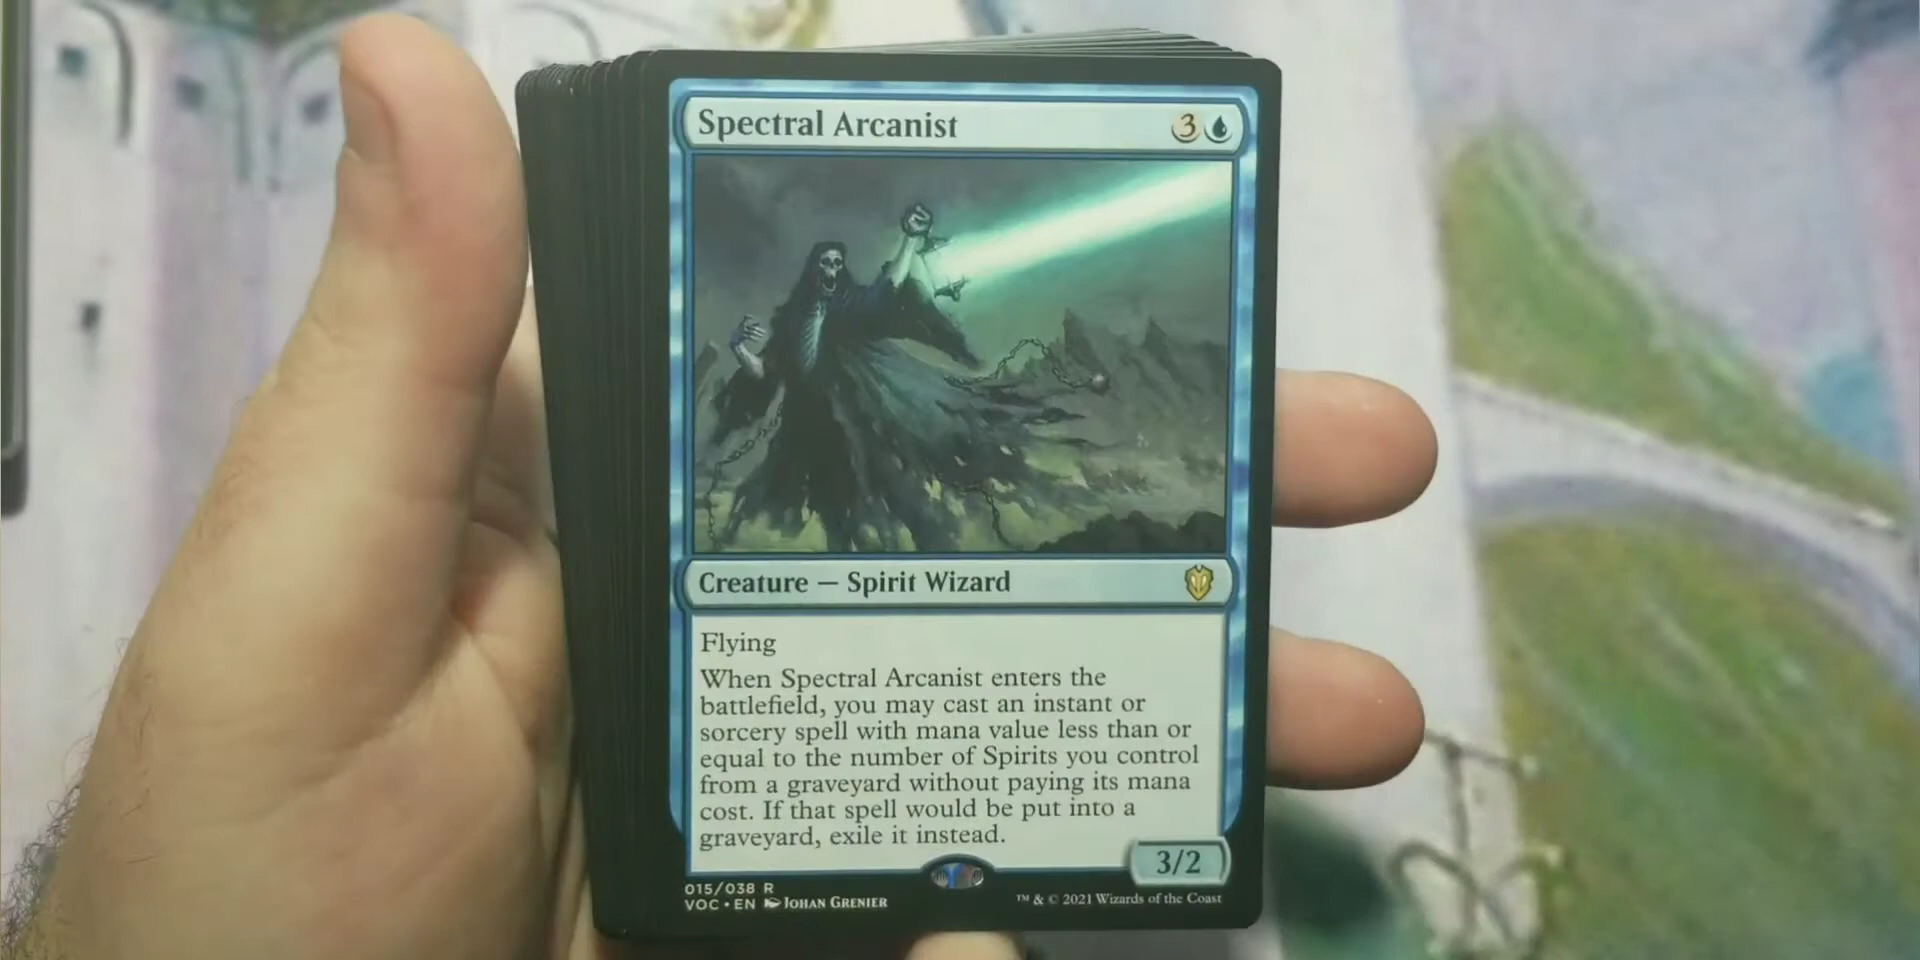 Spectral Arcanist 3
Creature — Spirit Wizard
Flying
When Spectral Arcanist enters the
battlefield, you may cast an instant or
sorcery spell with mana value less than or
equal to the number of Spirits you control
from a graveyard without paying its mana
cost. If that spell would be put into a
graveyard, exile it instead.
3/2
015/038 R
VOC • EN Johan Grenier
™ & © 2021 Wizards of the Coast